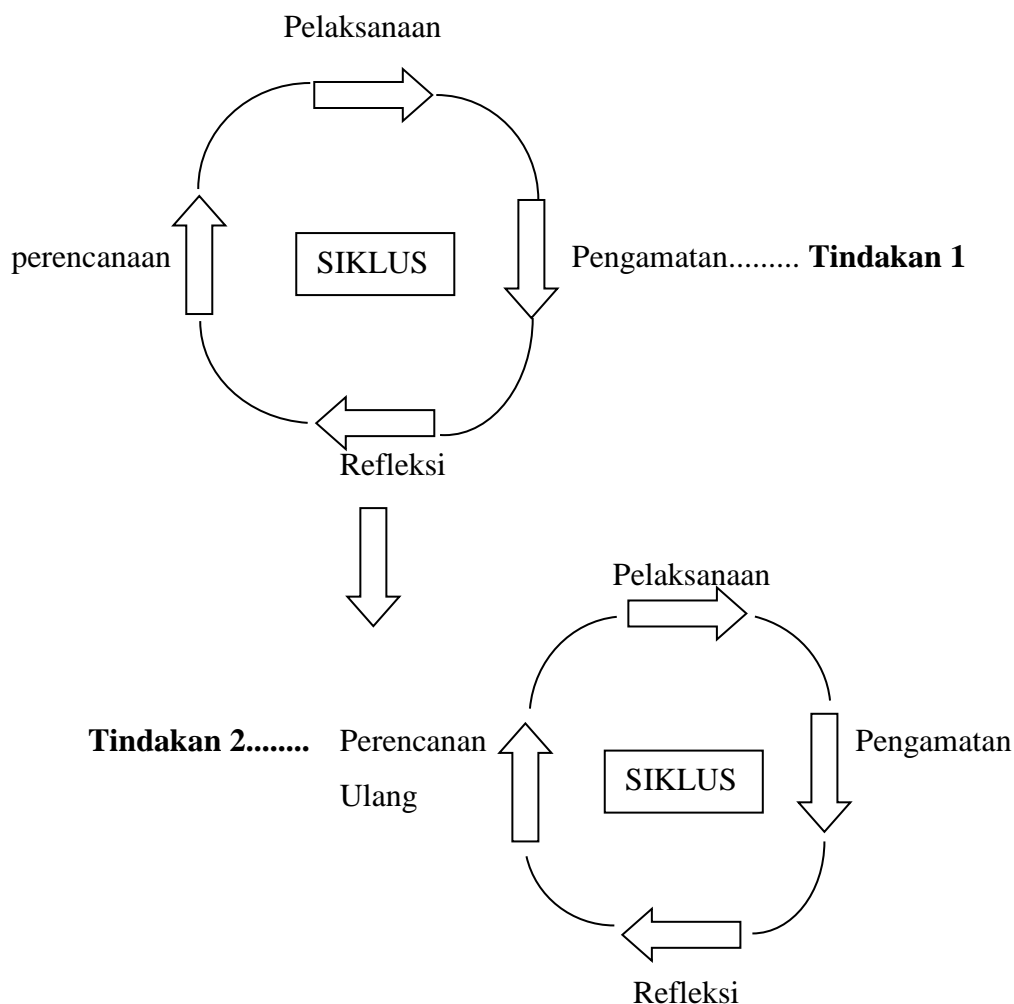 Pelaksanaan
perencanaan
SIKLUS
Pengamatan......... Tindakan 1
Refleksi
Pelaksanaan
Tindakan 2........ Perencanan
Ulang
SIKLUS
Pengamatan
Refleksi